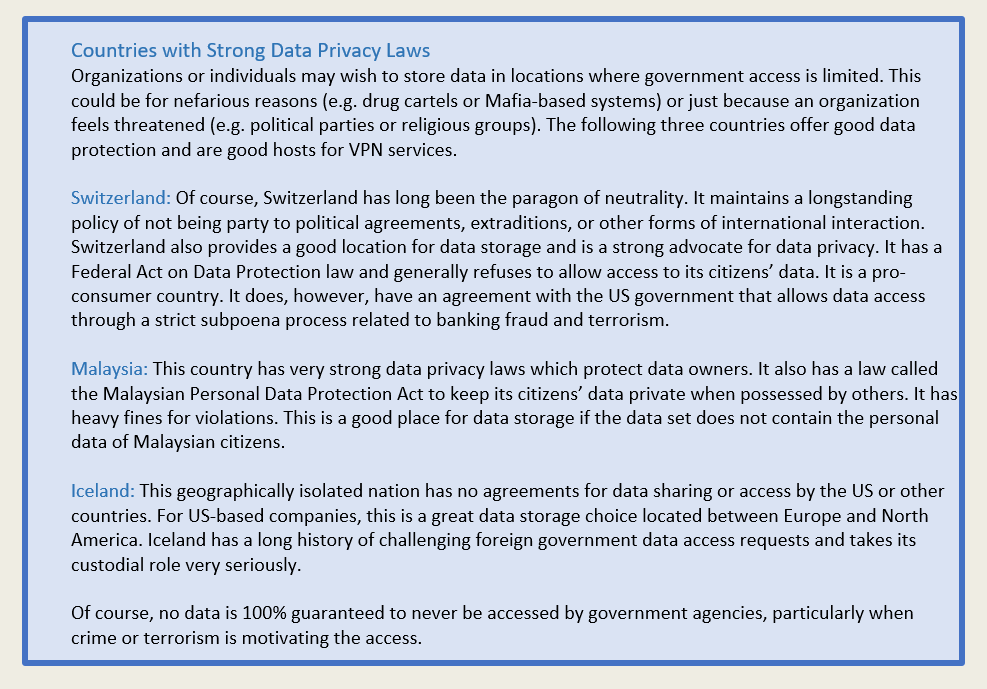 Countries with Strong Data Privacy Laws
Organizations or individuals may wish to store data in locations where government access is limited. This
could be for nefarious reasons (e.g. drug cartels or Mafia-based systems) or just because an organization
feels threatened (e.g. political parties or religious groups). The following three countries offer good data
protection and are good hosts for VPN services.
Switzerland: Of course, Switzerland has long been the paragon of neutrality. It maintains a longstanding
policy of not being party to political agreements, extraditions, or other forms of international interaction.
Switzerland also provides a good location for data storage and is a strong advocate for data privacy. It has a
Federal Act on Data Protection law and generally refuses to allow access to its citizens’ data. It is a pro-
consumer country. It does, however, have an agreement with the US government that allows data access
through a strict subpoena process related to banking fraud and terrorism.
Malaysia: This country has very strong data privacy laws which protect data owners. It also has a law called
the Malaysian Personal Data Protection Act to keep its citizens’ data private when possessed by others. It has
heavy fines for violations. This is a good place for data storage if the data set does not contain the personal
data of Malaysian citizens.
Iceland: This geographically isolated nation has no agreements for data sharing or access by the US or other
countries. For US-based companies, this is a great data storage choice located between Europe and North
America. Iceland has a long history of challenging foreign government data access requests and takes its
custodial role very seriously.
Of course, no data is 100% guaranteed to never be accessed by government agencies, particularly when
crime or terrorism is motivating the access.